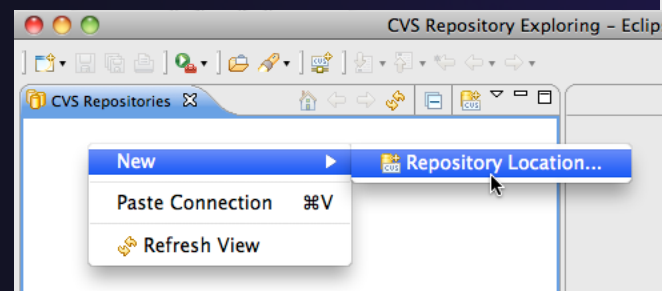 CVS Repository Exploring – Eclip
CVS Repositories
New
Repository Location...
Paste Connection ⌘V
Refresh View